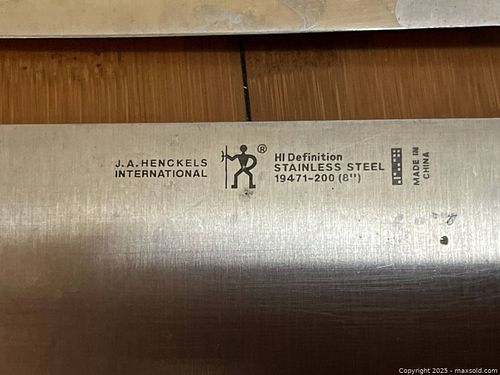 J.A.HENCKELS
INTERNATIONAL
®
HI Definition
STAINLESS STEEL
19471-200 (8")
MADE IN
CHINA
Copyright 2025 - maxsold.com